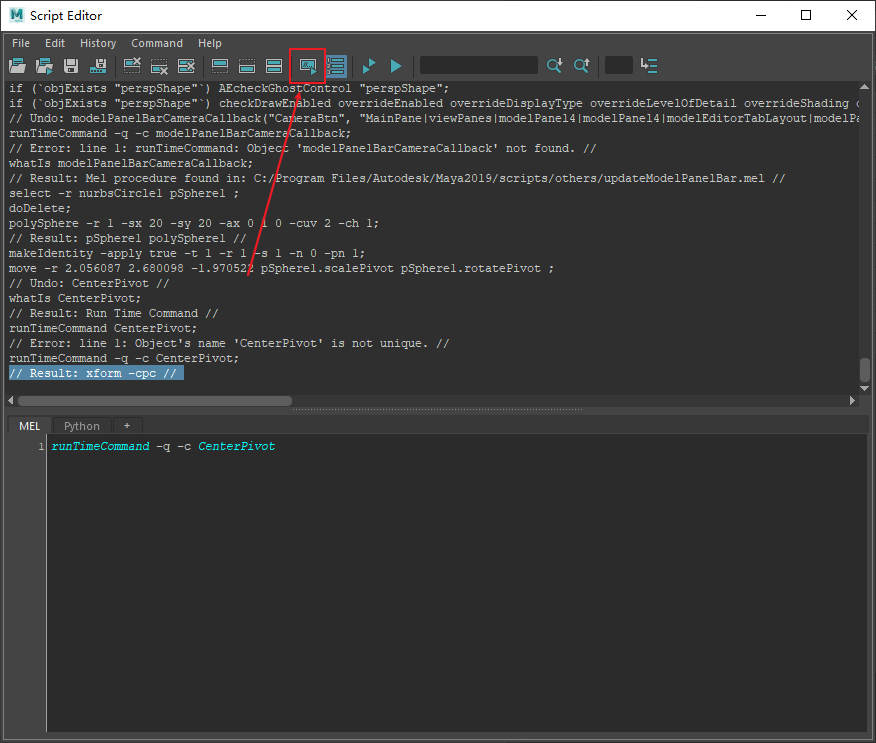 Script Editor
File Edit History Command Help
if (`objExists "perspShape"`) AEcheckGhostControl "perspShape";
if (`objExists "perspShape"`) checkDrawEnabled overrideEnabled overrideDisplayType overrideLevelOfDetail overrideShading
// Undo: modelPanelBarCameraCallback("CameraBtn", "MainPane|viewPanes|modelPanel4|modelPanel4|modelEditorTabLayout|modelPa
runTimeCommand -q -c modelPanelBarCameraCallback;
// Error: line 1: runTimeCommand: Object 'modelPanelBarCameraCallback' not found. //
whatIs modelPanelBarCameraCallback;
// Result: Mel procedure found in: C:/Program Files/Autodesk/Maya2019/scripts/others/updateModelPanelBar.mel //
select -r nurbsCircle1 pSphere1 ;
doDelete;
polySphere -r 1 -sx 20 -sy 20 -ax 0 1 0 -cuv 2 -ch 1;
// Result: pSphere1 polySphere1 //
makeIdentity -apply true -t 1 -r 1 -s 1 -n 0 -pn 1;
move -r 2.056087 2.680098 -1.970522 pSphere1.scalePivot pSphere1.rotatePivot ;
// Undo: CenterPivot //
whatIs CenterPivot;
// Result: Run Time Command //
runTimeCommand CenterPivot;
// Error: line 1: Object's name 'CenterPivot' is not unique. //
runTimeCommand -q -c CenterPivot;
// Result: xform -cpc //
MEL Python +
1 runTimeCommand -q -c CenterPivot